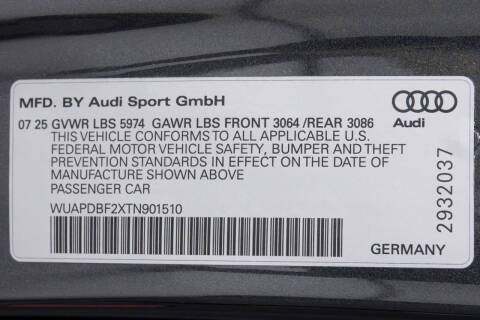 MFD. BY Audi Sport GmbH
07 25 GVWR LBS 5974 GAWR LBS FRONT 3064 /REAR 3086
THIS VEHICLE CONFORMS TO ALL APPLICABLE U.S.
FEDERAL MOTOR VEHICLE SAFETY, BUMPER AND THEFT
PREVENTION STANDARDS IN EFFECT ON THE DATE OF
MANUFACTURING SHOWN ABOVE
PASSENGER CAR
WUAPDBF2XTN901510
Audi
2932037
GERMANY